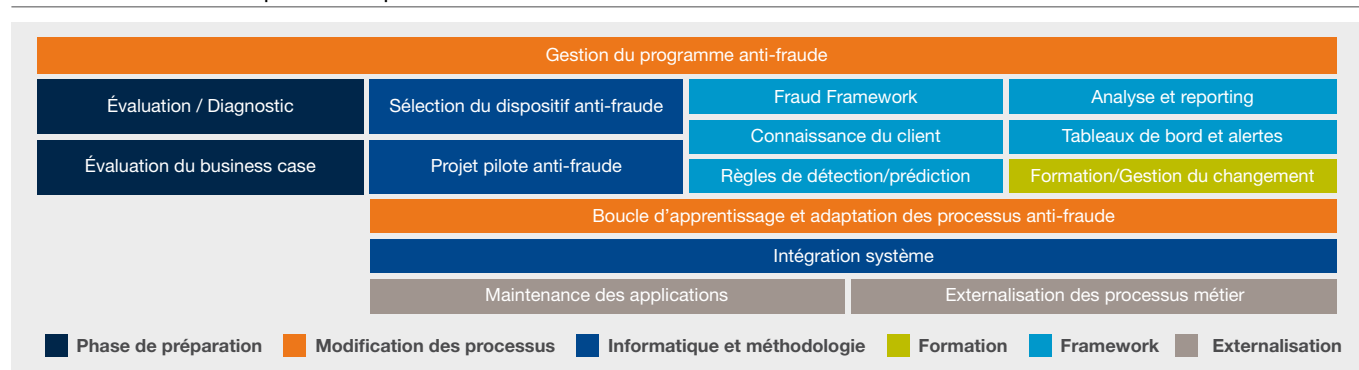 Gestion du programme anti-fraude
Évaluation / Diagnostic
Sélection du dispositif anti-fraude
Fraud Framework
Analyse et reporting
Connaissance du client
Tableaux de bord et alertes
Évaluation du business case
Projet pilote anti-fraude
Règles de détection/prédiction
Formation/Gestion du changement
Boucle d'apprentissage et adaptation des processus anti-fraude
Intégration système
Maintenance des applications
Externalisation des processus métier
Phase de préparation
Modification des processus
Informatique et méthodologie
Formation
Framework
Externalisation